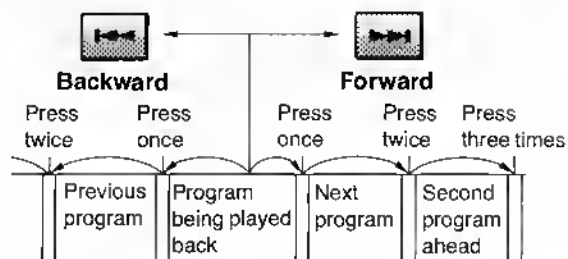 Backward
Forward
Press twice
Press once
Press once
Press twice
Press three times
Previous program
Program being played back
Next program
Second program ahead